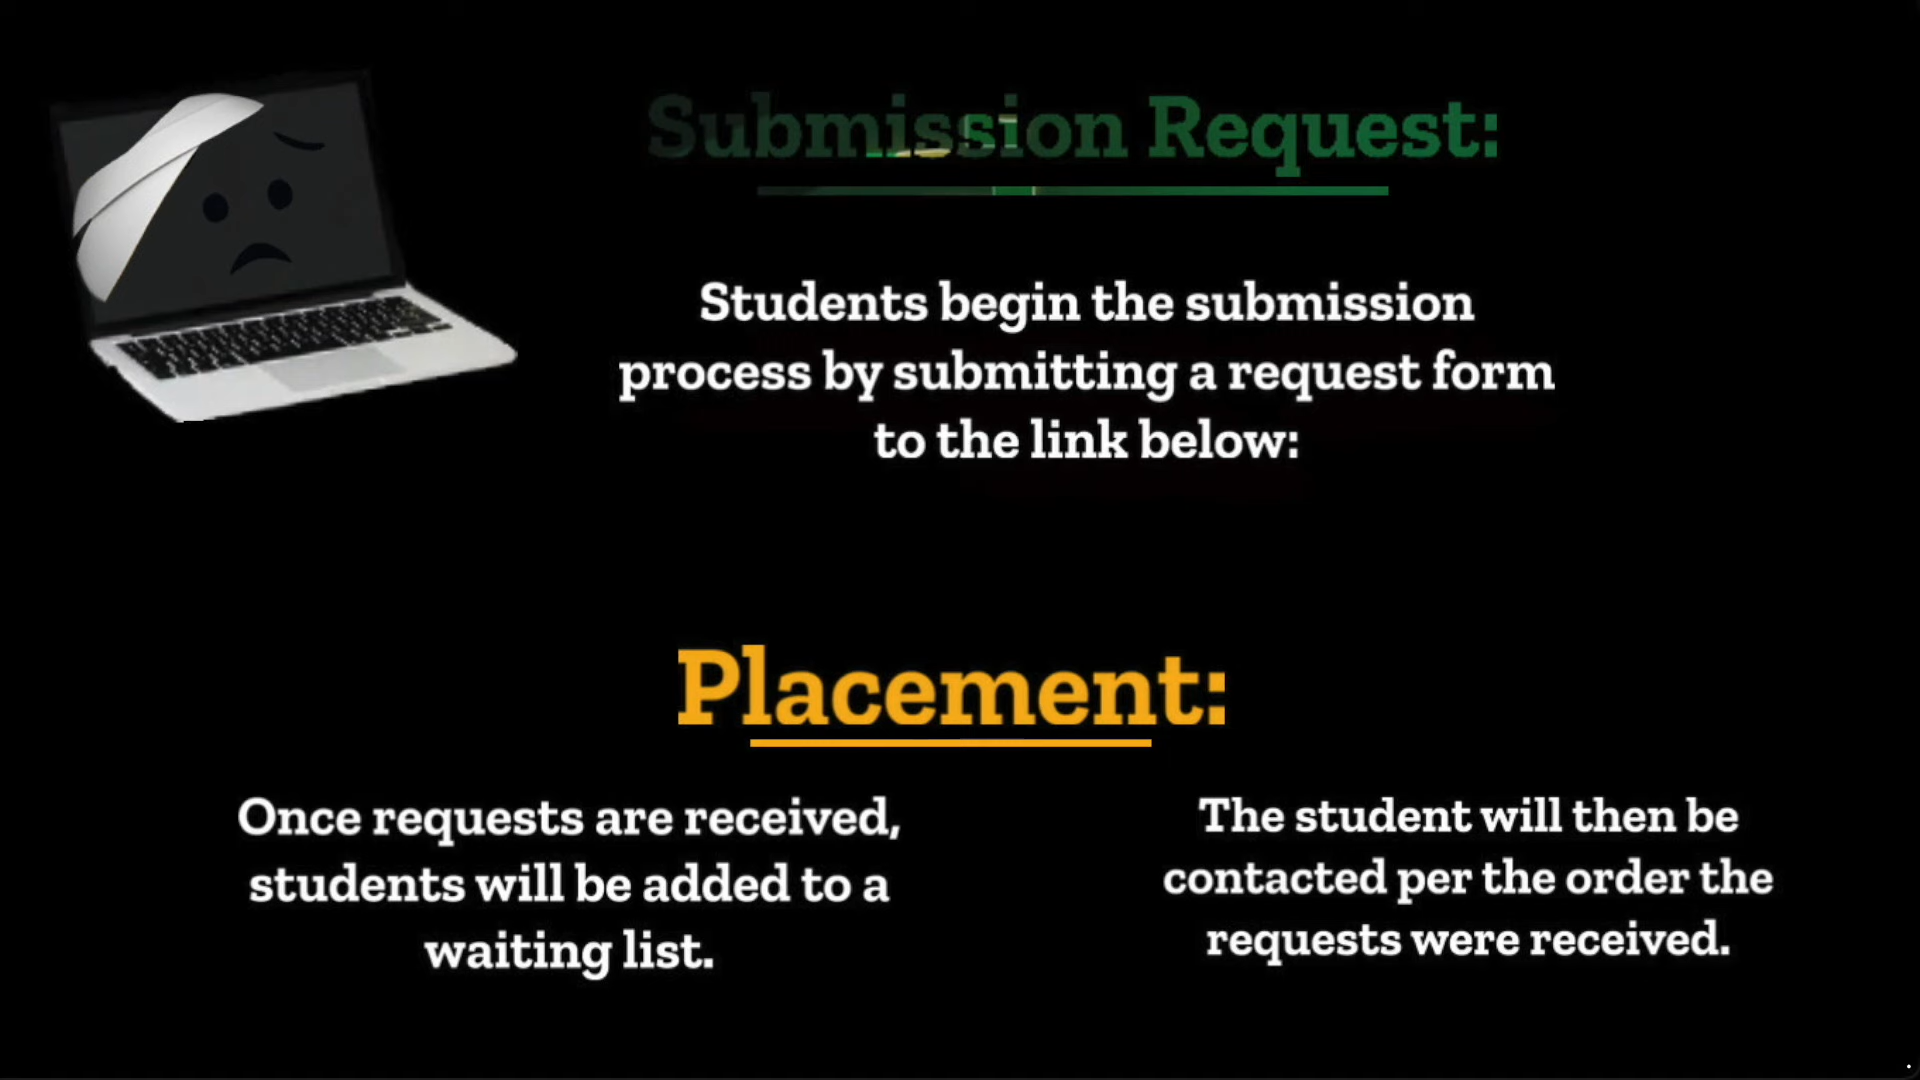 Submission Request:
Students begin the submission
process by submitting a request form
to the link below:
Placement:
Once requests are received,
students will be added to a
waiting list.
The student will then be
contacted per the order the
requests were received.